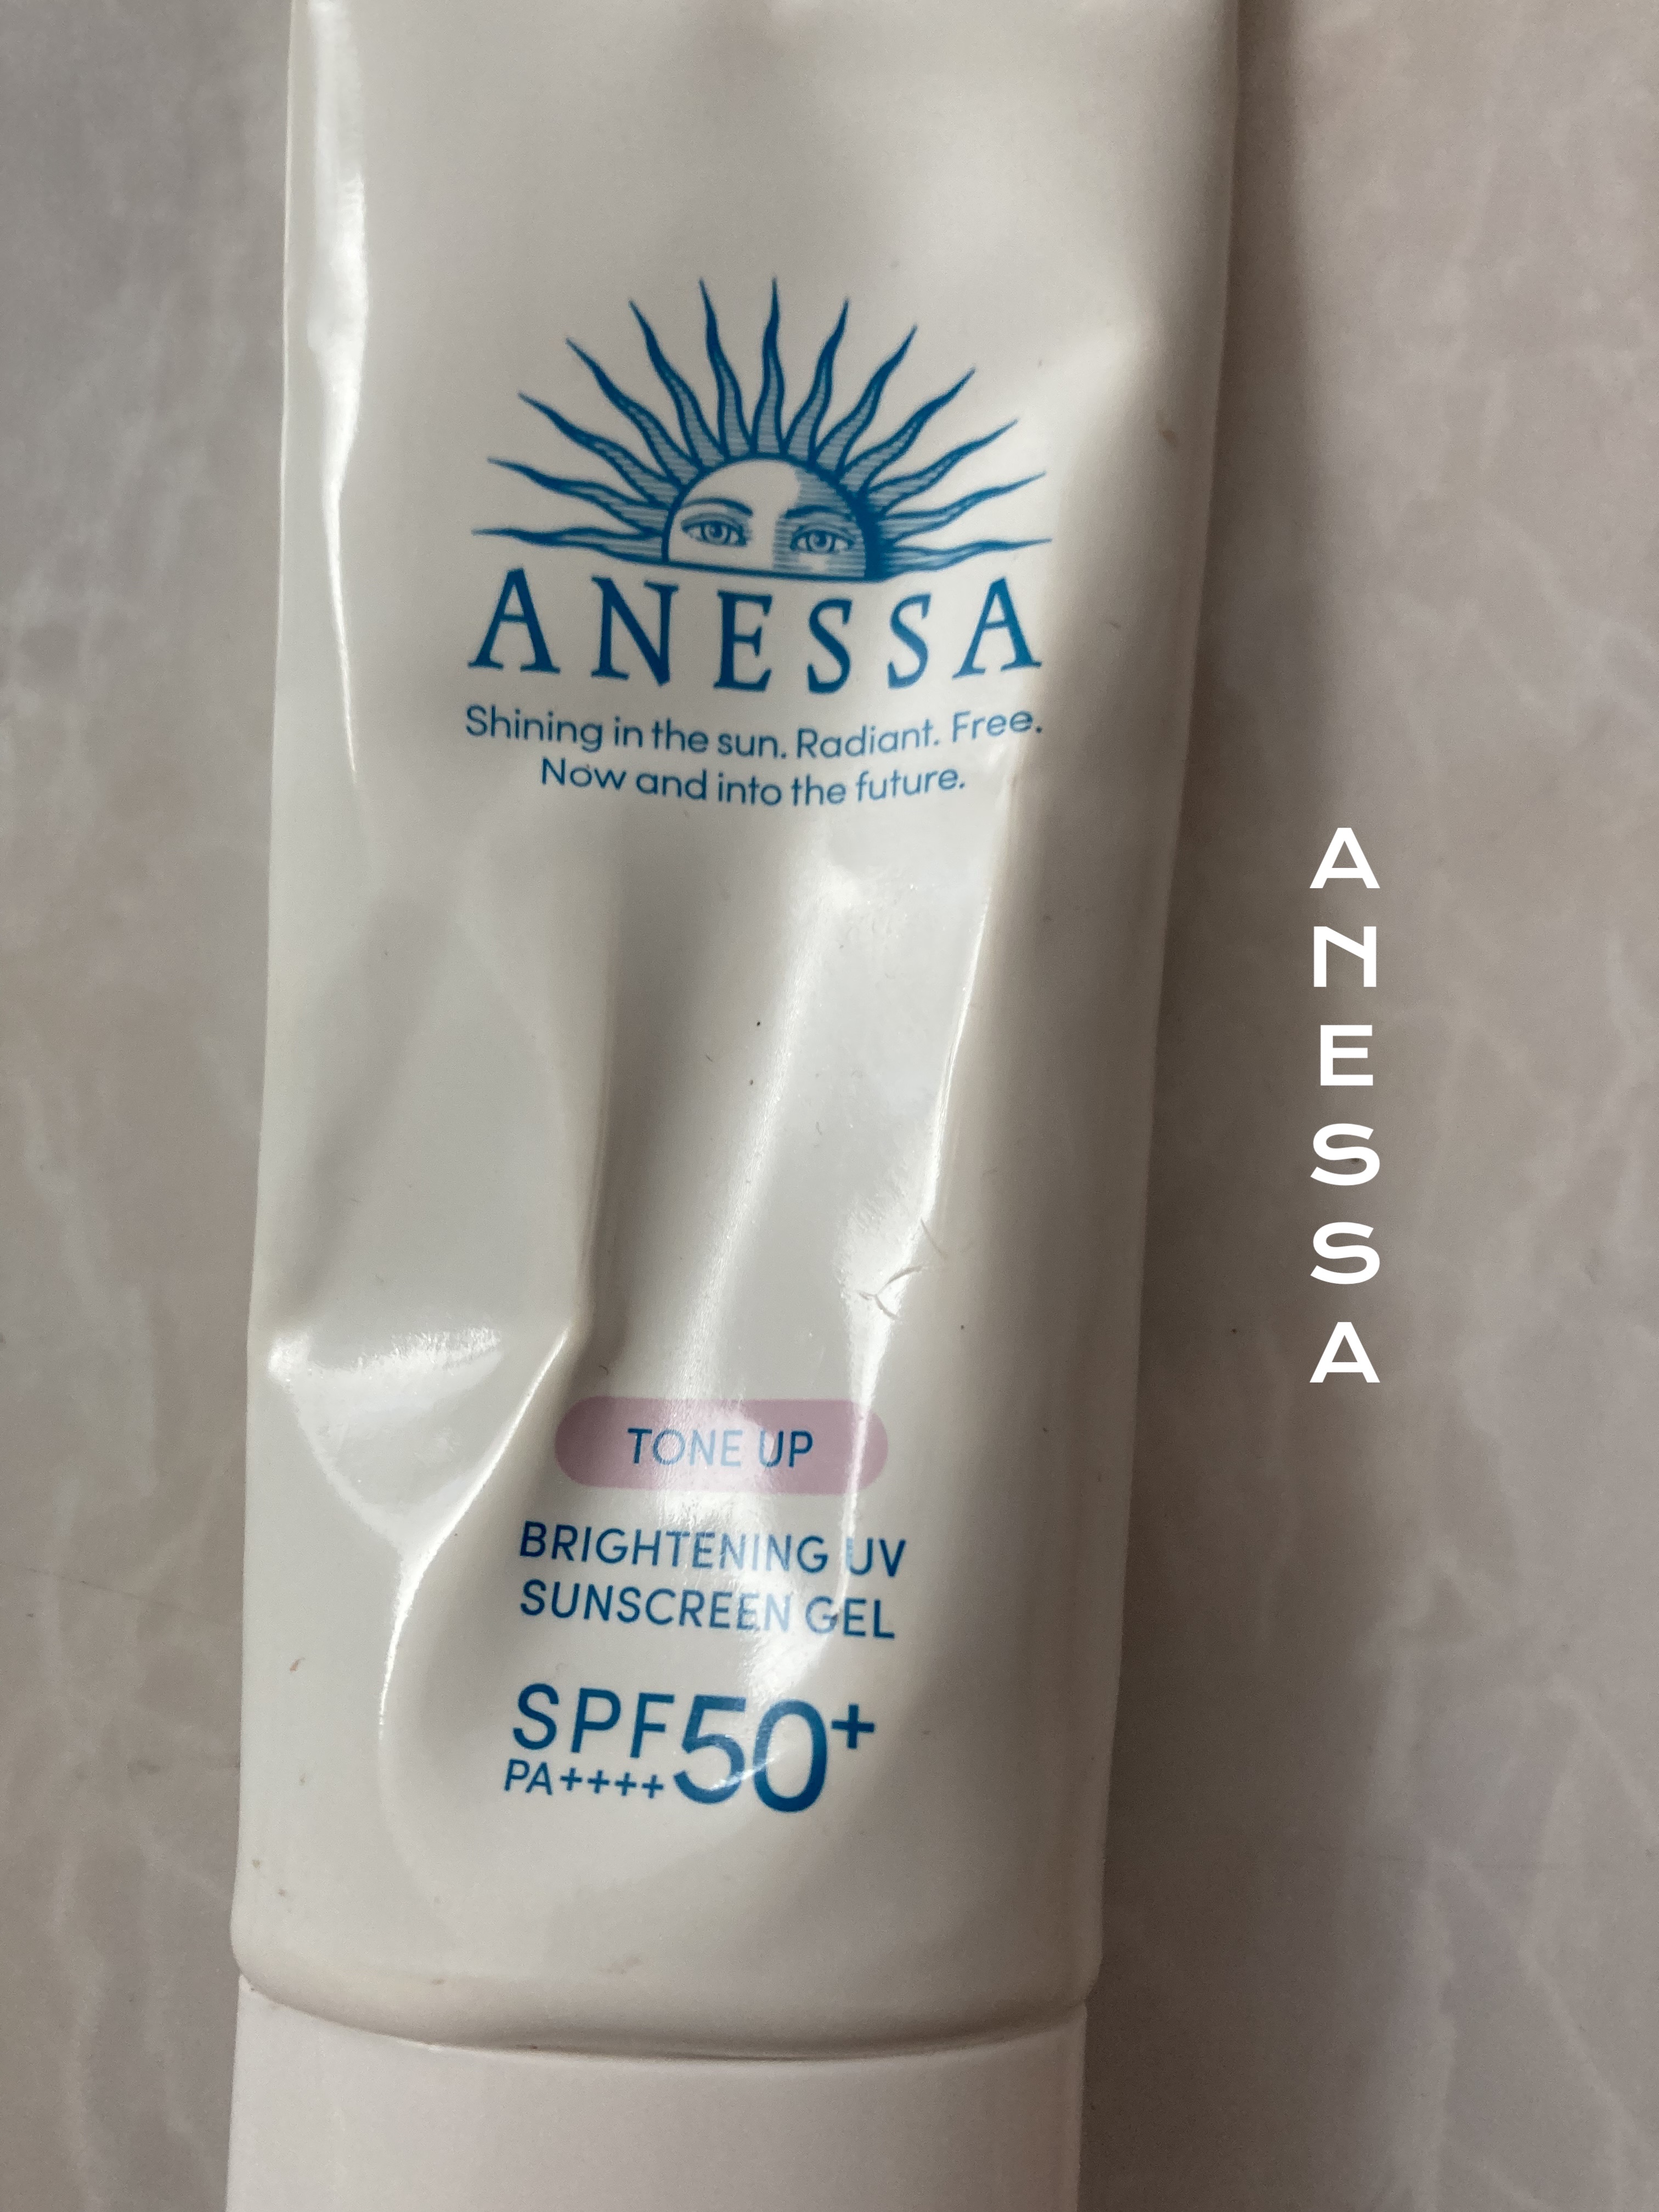 ANESSA
Shining in the sun. Radiant. Free.
Now and into the future.
TONE UP
BRIGHTENING UV
SUNSCREEN GEL
SPF50+
PA++++
A
N
E
S
S
A